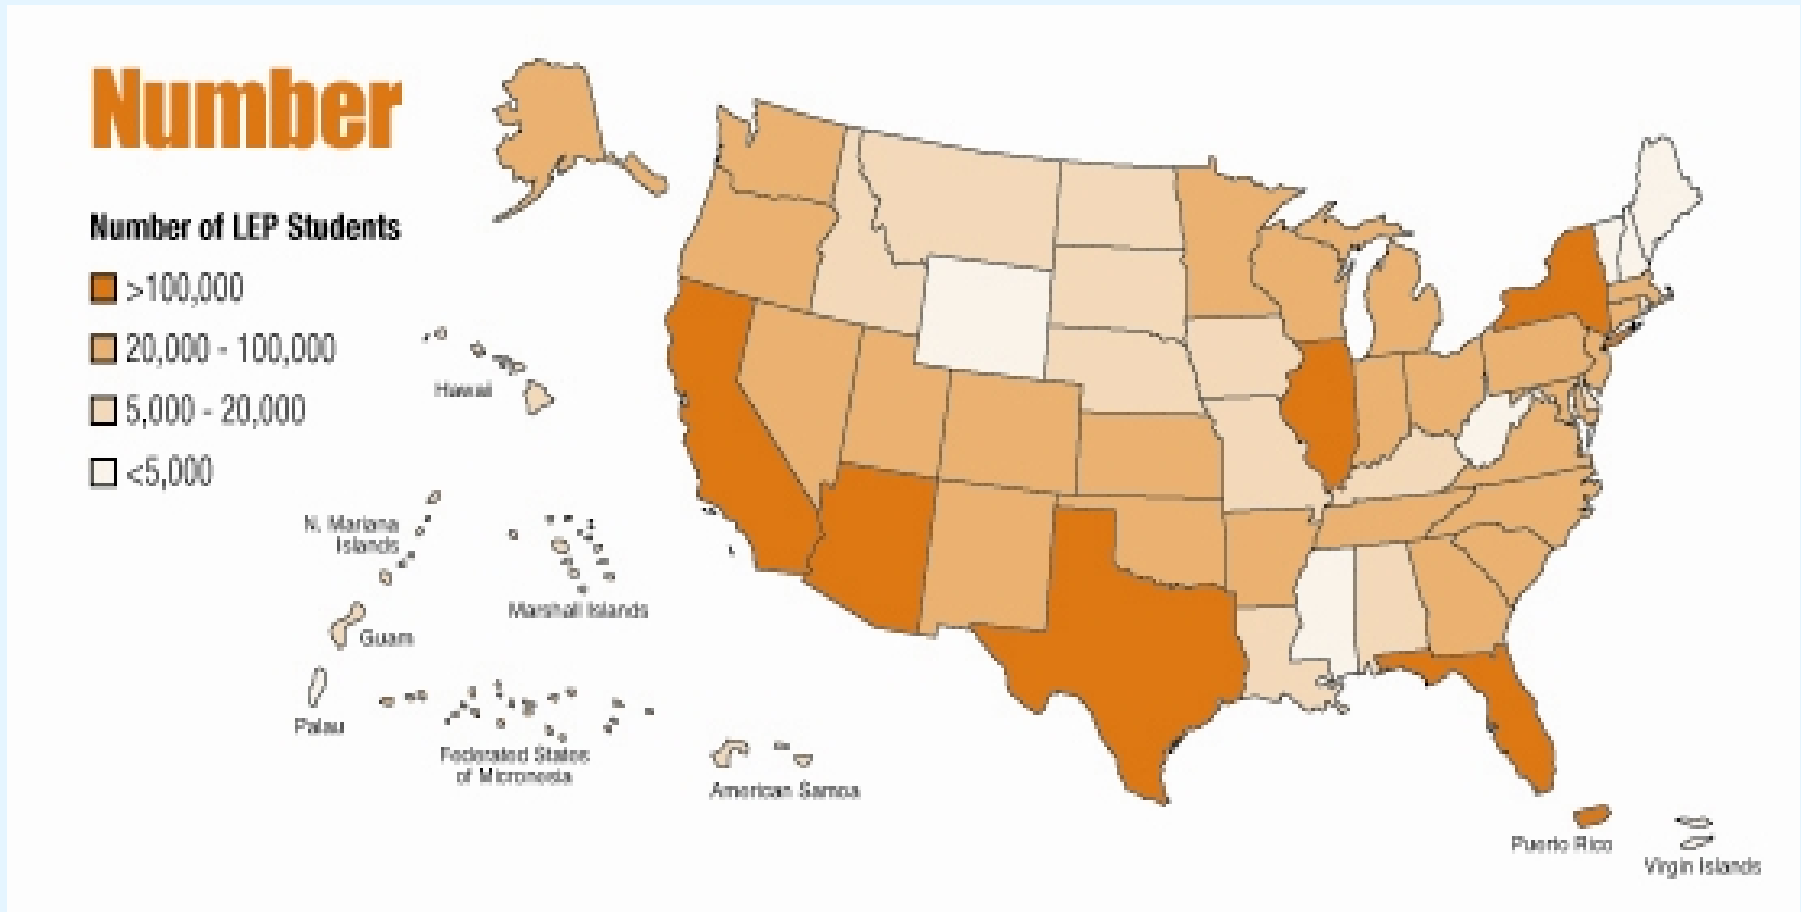 Number
Number of LEP Students
>100,000
20,000 - 100,000
5,000 - 20,000
<5,000
Hawaii
N. Mariana
Islands
Marshall Islands
Guam
Palau
Federated States
of Micronesia
American Samoa
Puerto Rico
Virgin Islands